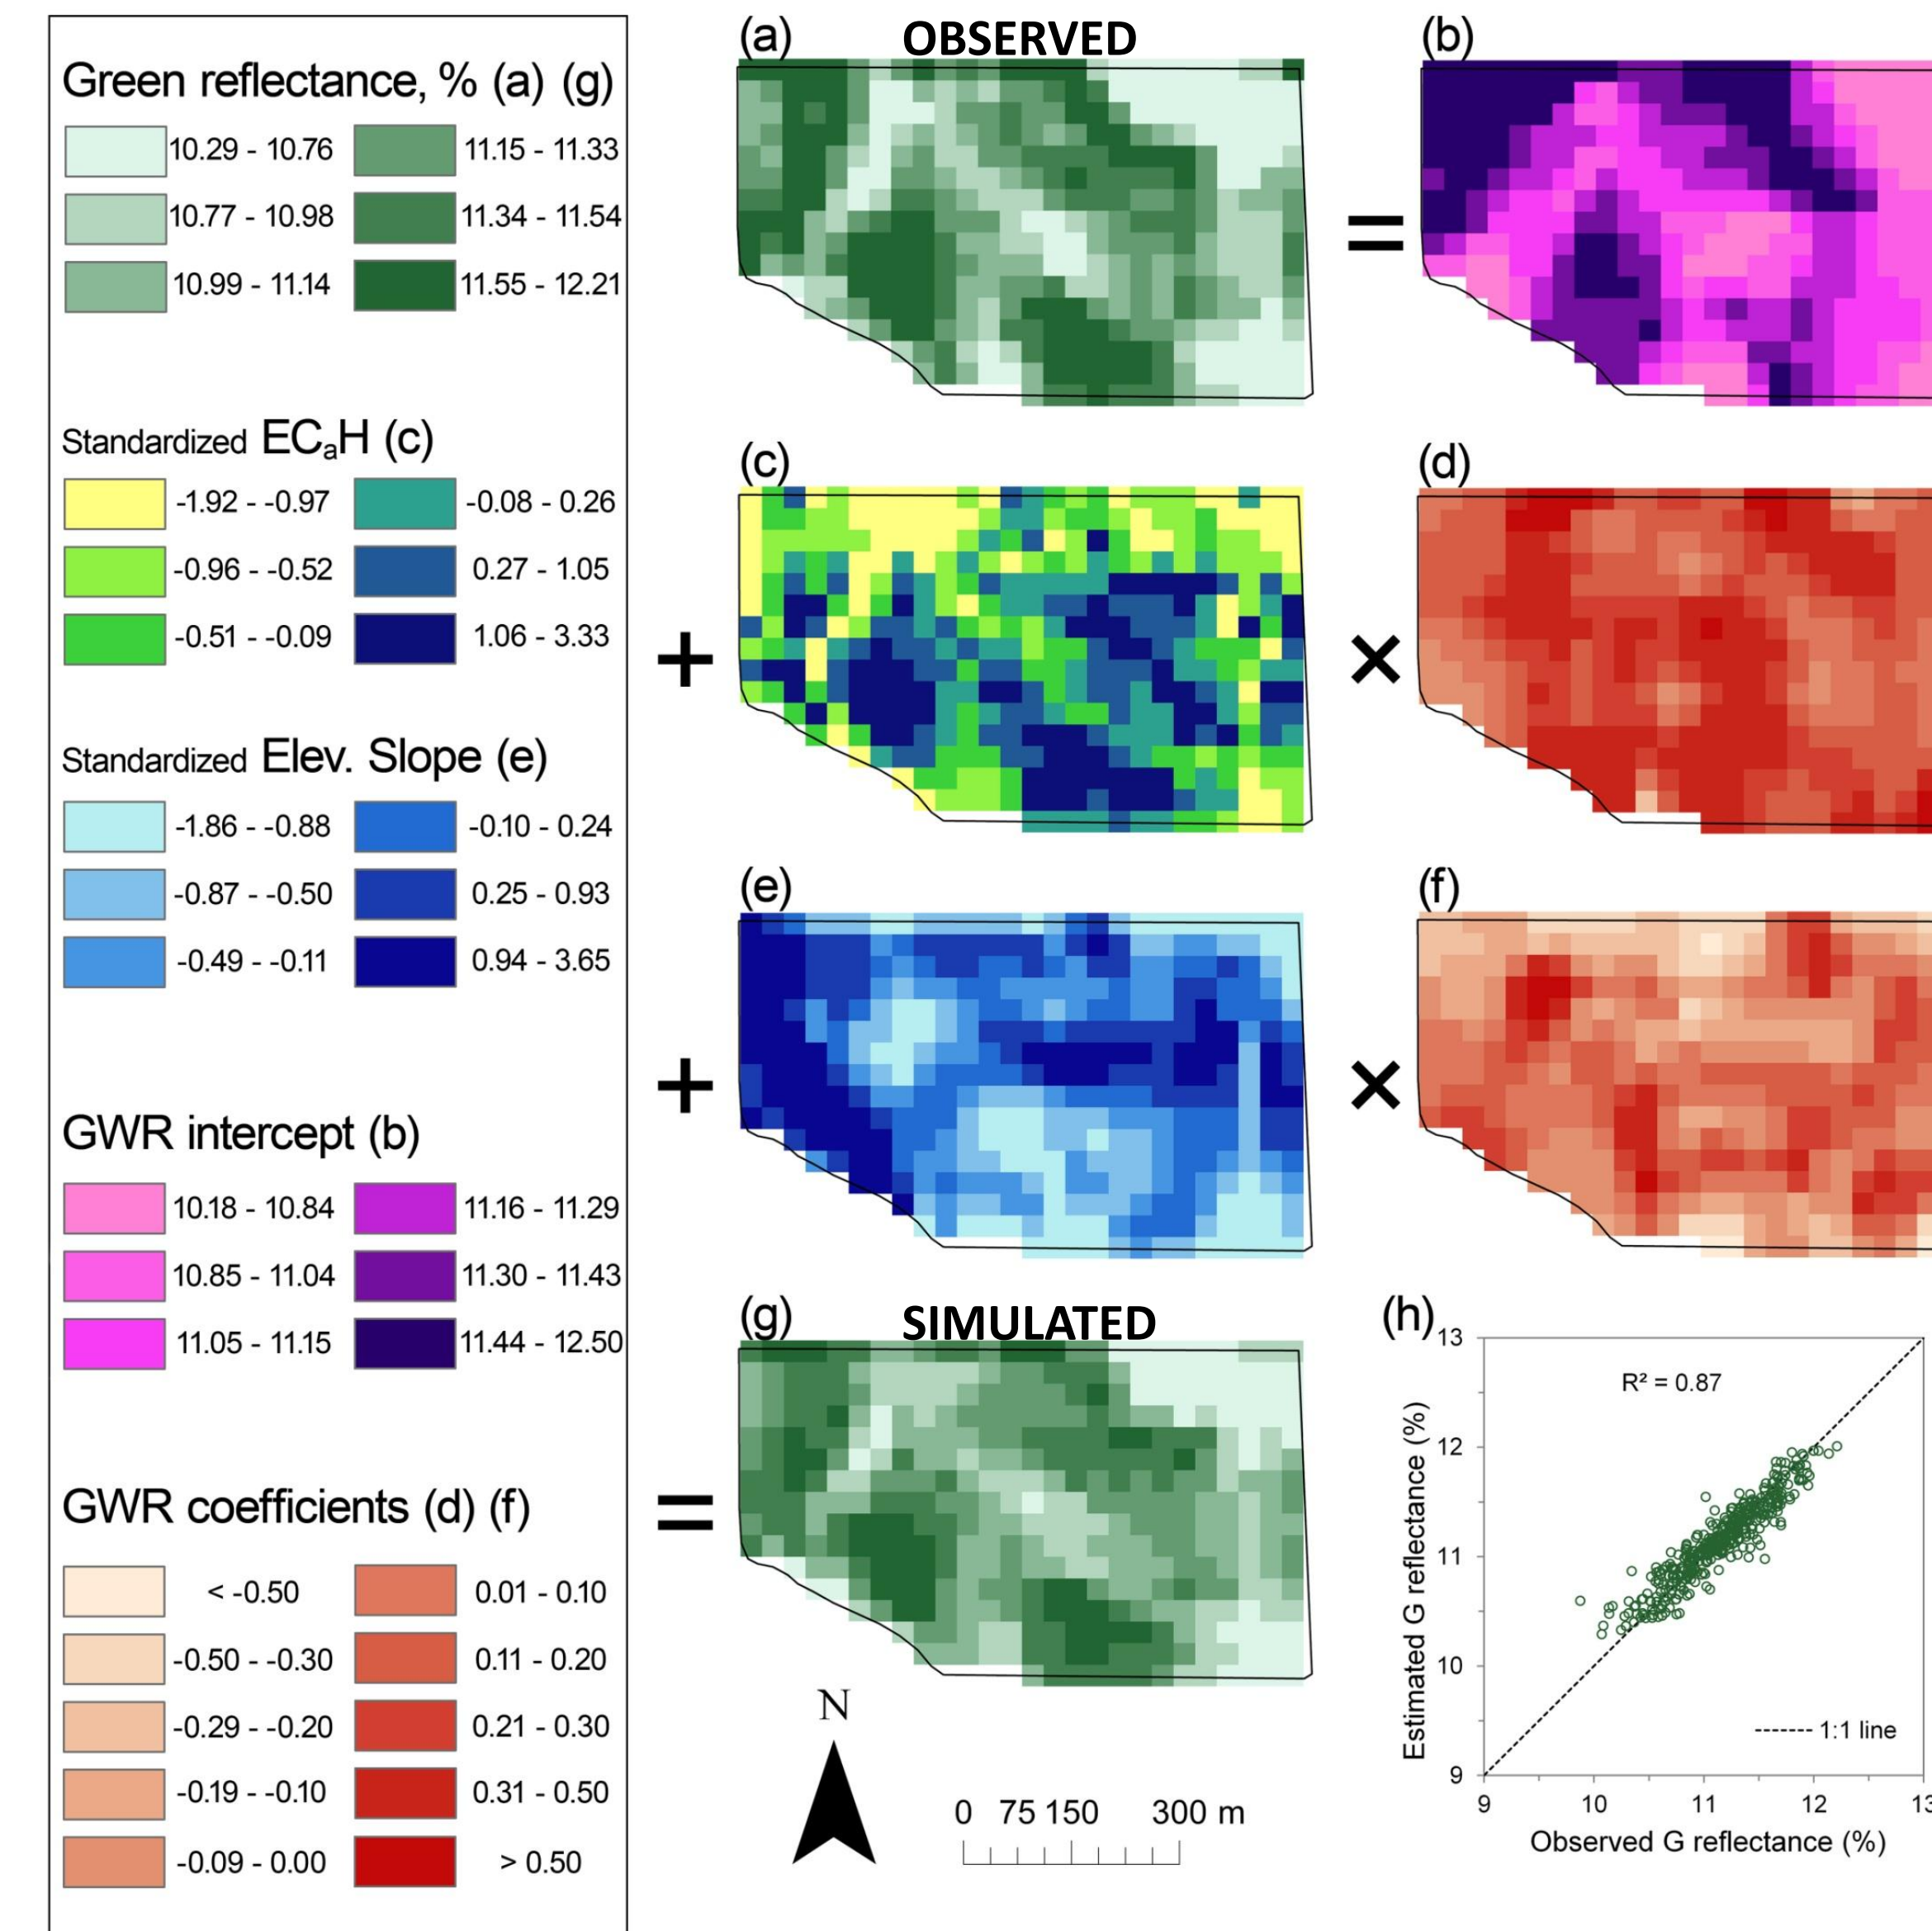 Green reflectance, % (a) (g)
10.29 - 10.76 11.15 - 11.33
10.77 - 10.98 11.34 - 11.54
10.99 - 11.14 11.55 - 12.21
Standardized ECaH (c)
-1.92 - -0.97 -0.08 - 0.26
-0.96 - -0.52 0.27 - 1.05
-0.51 - -0.09 1.06 - 3.33
Standardized Elev. Slope (e)
-1.86 - -0.88 -0.10 - 0.24
-0.87 - -0.50 0.25 - 0.93
-0.49 - -0.11 0.94 - 3.65
GWR intercept (b)
10.18 - 10.84 11.16 - 11.29
10.85 - 11.04 11.30 - 11.43
11.05 - 11.15 11.44 - 12.50
GWR coefficients (d) (f)
< -0.50 0.01 - 0.10
-0.50 - -0.30 0.11 - 0.20
-0.29 - -0.20 0.21 - 0.30
-0.19 - -0.10 0.31 - 0.50
-0.09 - 0.00 > 0.50
(a) OBSERVED
=
(b)
+
(c)
×
(d)
+
(e)
×
(f)
=
(g) SIMULATED
N
0 75 150 300 m
(h)
13
12
11
10
9
Estimated G reflectance (%)
R² = 0.87
1:1 line
9 10 11 12 13
Observed G reflectance (%)